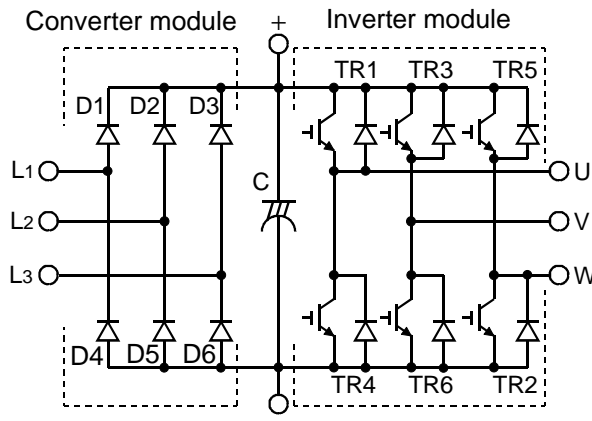 Converter module
+
Inverter module
TR1
TR3
TR5
D1
D2
D3
L1
C
U
L2
V
L3
W
D4
D5
D6
TR4
TR6
TR2